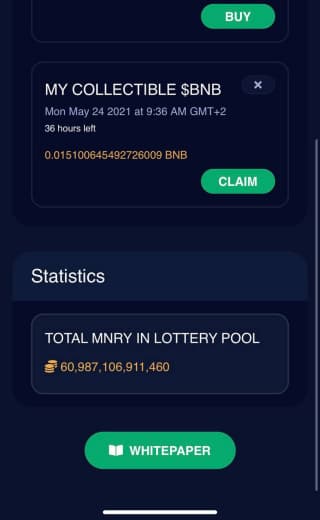 BUY
MY COLLECTIBLE $BNB
×
Mon May 24 2021 at 9:36 AM GMT+2
36 hours left
0.015100645492726009 BNB
CLAIM
Statistics
TOTAL MNRY IN LOTTERY POOL
60,987,106,911,460
WHITEPAPER